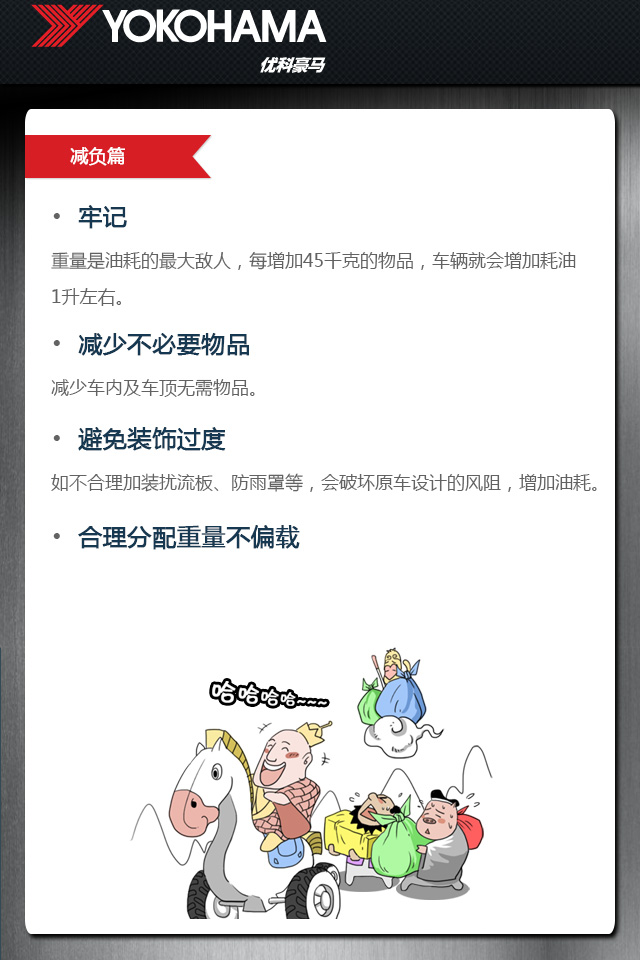 YOKOHAMA
优科豪马
减负篇
• 牢记
重量是油耗的最大敌人，每增加45千克的物品，车辆就会增加耗油
1升左右。
• 减少不必要物品
减少车内及车顶无需物品。
• 避免装饰过度
如不合理加装扰流板、防雨罩等，会破坏原车设计的风阻，增加油耗。
• 合理分配重量不偏载
哈哈哈哈~~~